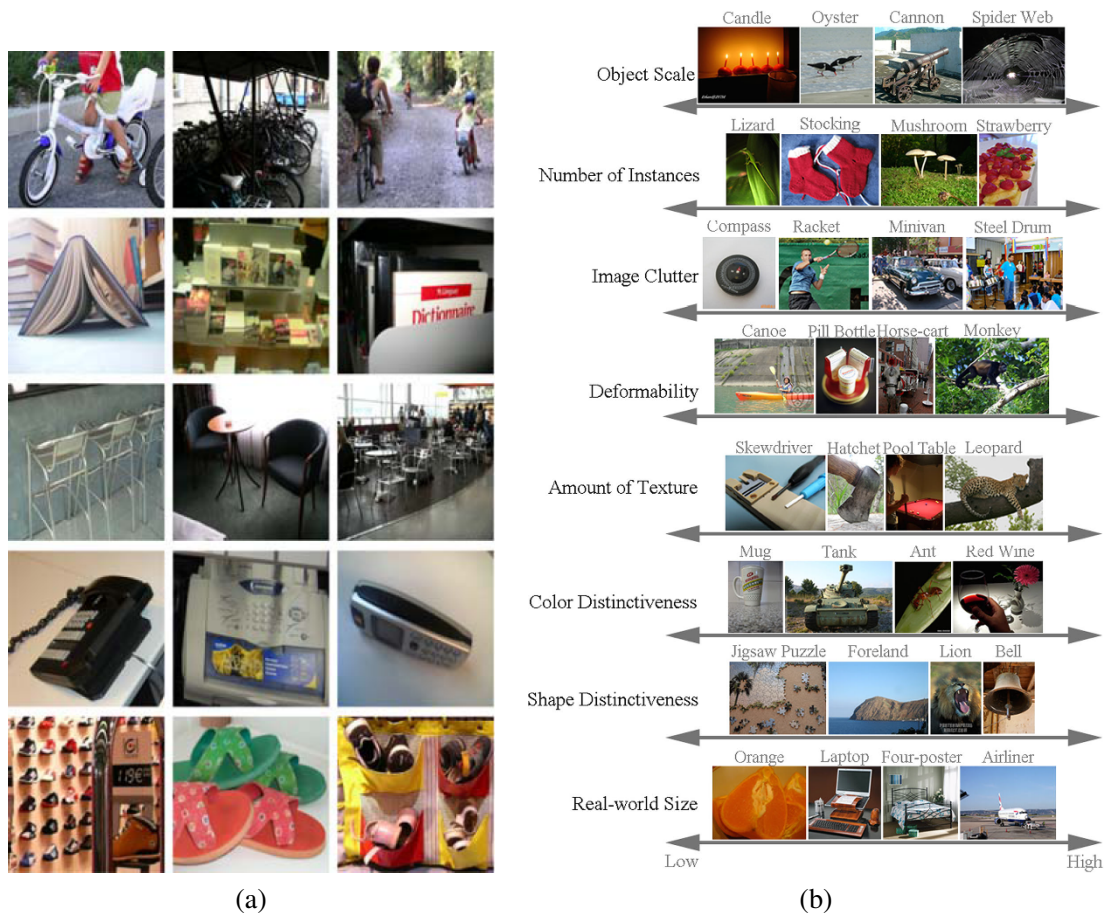 Dictionnaire
119€
Candle Oyster Cannon Spider Web
Object Scale
Lizard Stocking Mushroom Strawberry
Number of Instances
Compass Racket Minivan Steel Drum
Image Clutter
Canoe Pill Bottle Horse-cart Monkey
Deformability
Skewdriver Hatchet Pool Table Leopard
Amount of Texture
Mug Tank Ant Red Wine
Color Distinctiveness
Jigsaw Puzzle Foreland Lion Bell
Shape Distinctiveness
Orange Laptop Four-poster Airliner
Real-world Size
Low High
(a) (b)